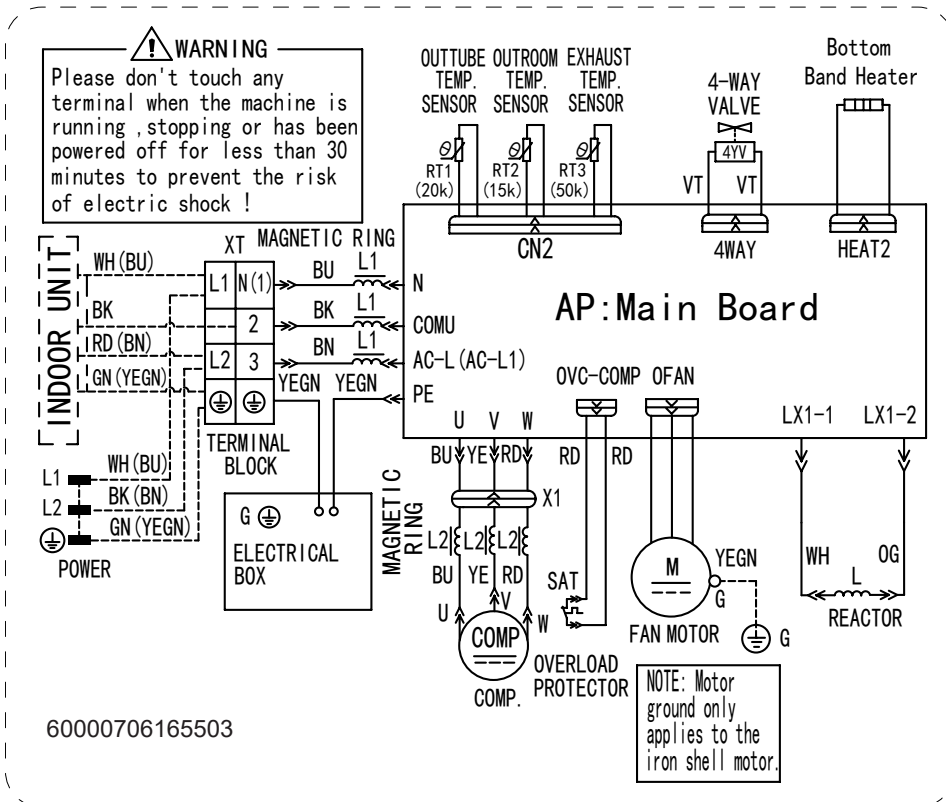 WARNING
Please don't touch any
terminal when the machine is
running ,stopping or has been
powered off for less than 30
minutes to prevent the risk
of electric shock !
OUTTUBE OUTROOM EXHAUST
TEMP. TEMP. TEMP.
SENSOR SENSOR SENSOR
RT1 RT2 RT3
(20k) (15k) (50k)
CN2
4-WAY
VALVE
4YV
VT VT
4WAY
Bottom
Band Heater
HEAT2
AP:Main Board
INDOOR UNIT
WH(BU)
BK
RD(BN)
GN(YEGN)
XT
MAGNETIC RING
L1 N(1)
2
L2 3
BU L1 N
BK L1 COMU
BN L1 AC-L(AC-L1)
YEGN YEGN PE
TERMINAL
BLOCK
L1 WH(BU)
L2 BK(BN)
GN(YEGN)
POWER
G
ELECTRICAL
BOX
MAGNETIC
RING
U V W
BU YE RD
X1
L2 L2 L2
BU YE RD
U V W
COMP
COMP.
OVC-COMP OFAN
RD RD
SAT
OVERLOAD
PROTECTOR
M
YEGN
G
G
FAN MOTOR
LX1-1 LX1-2
WH OG
L
REACTOR
NOTE: Motor
ground only
applies to the
iron shell motor.
60000706165503